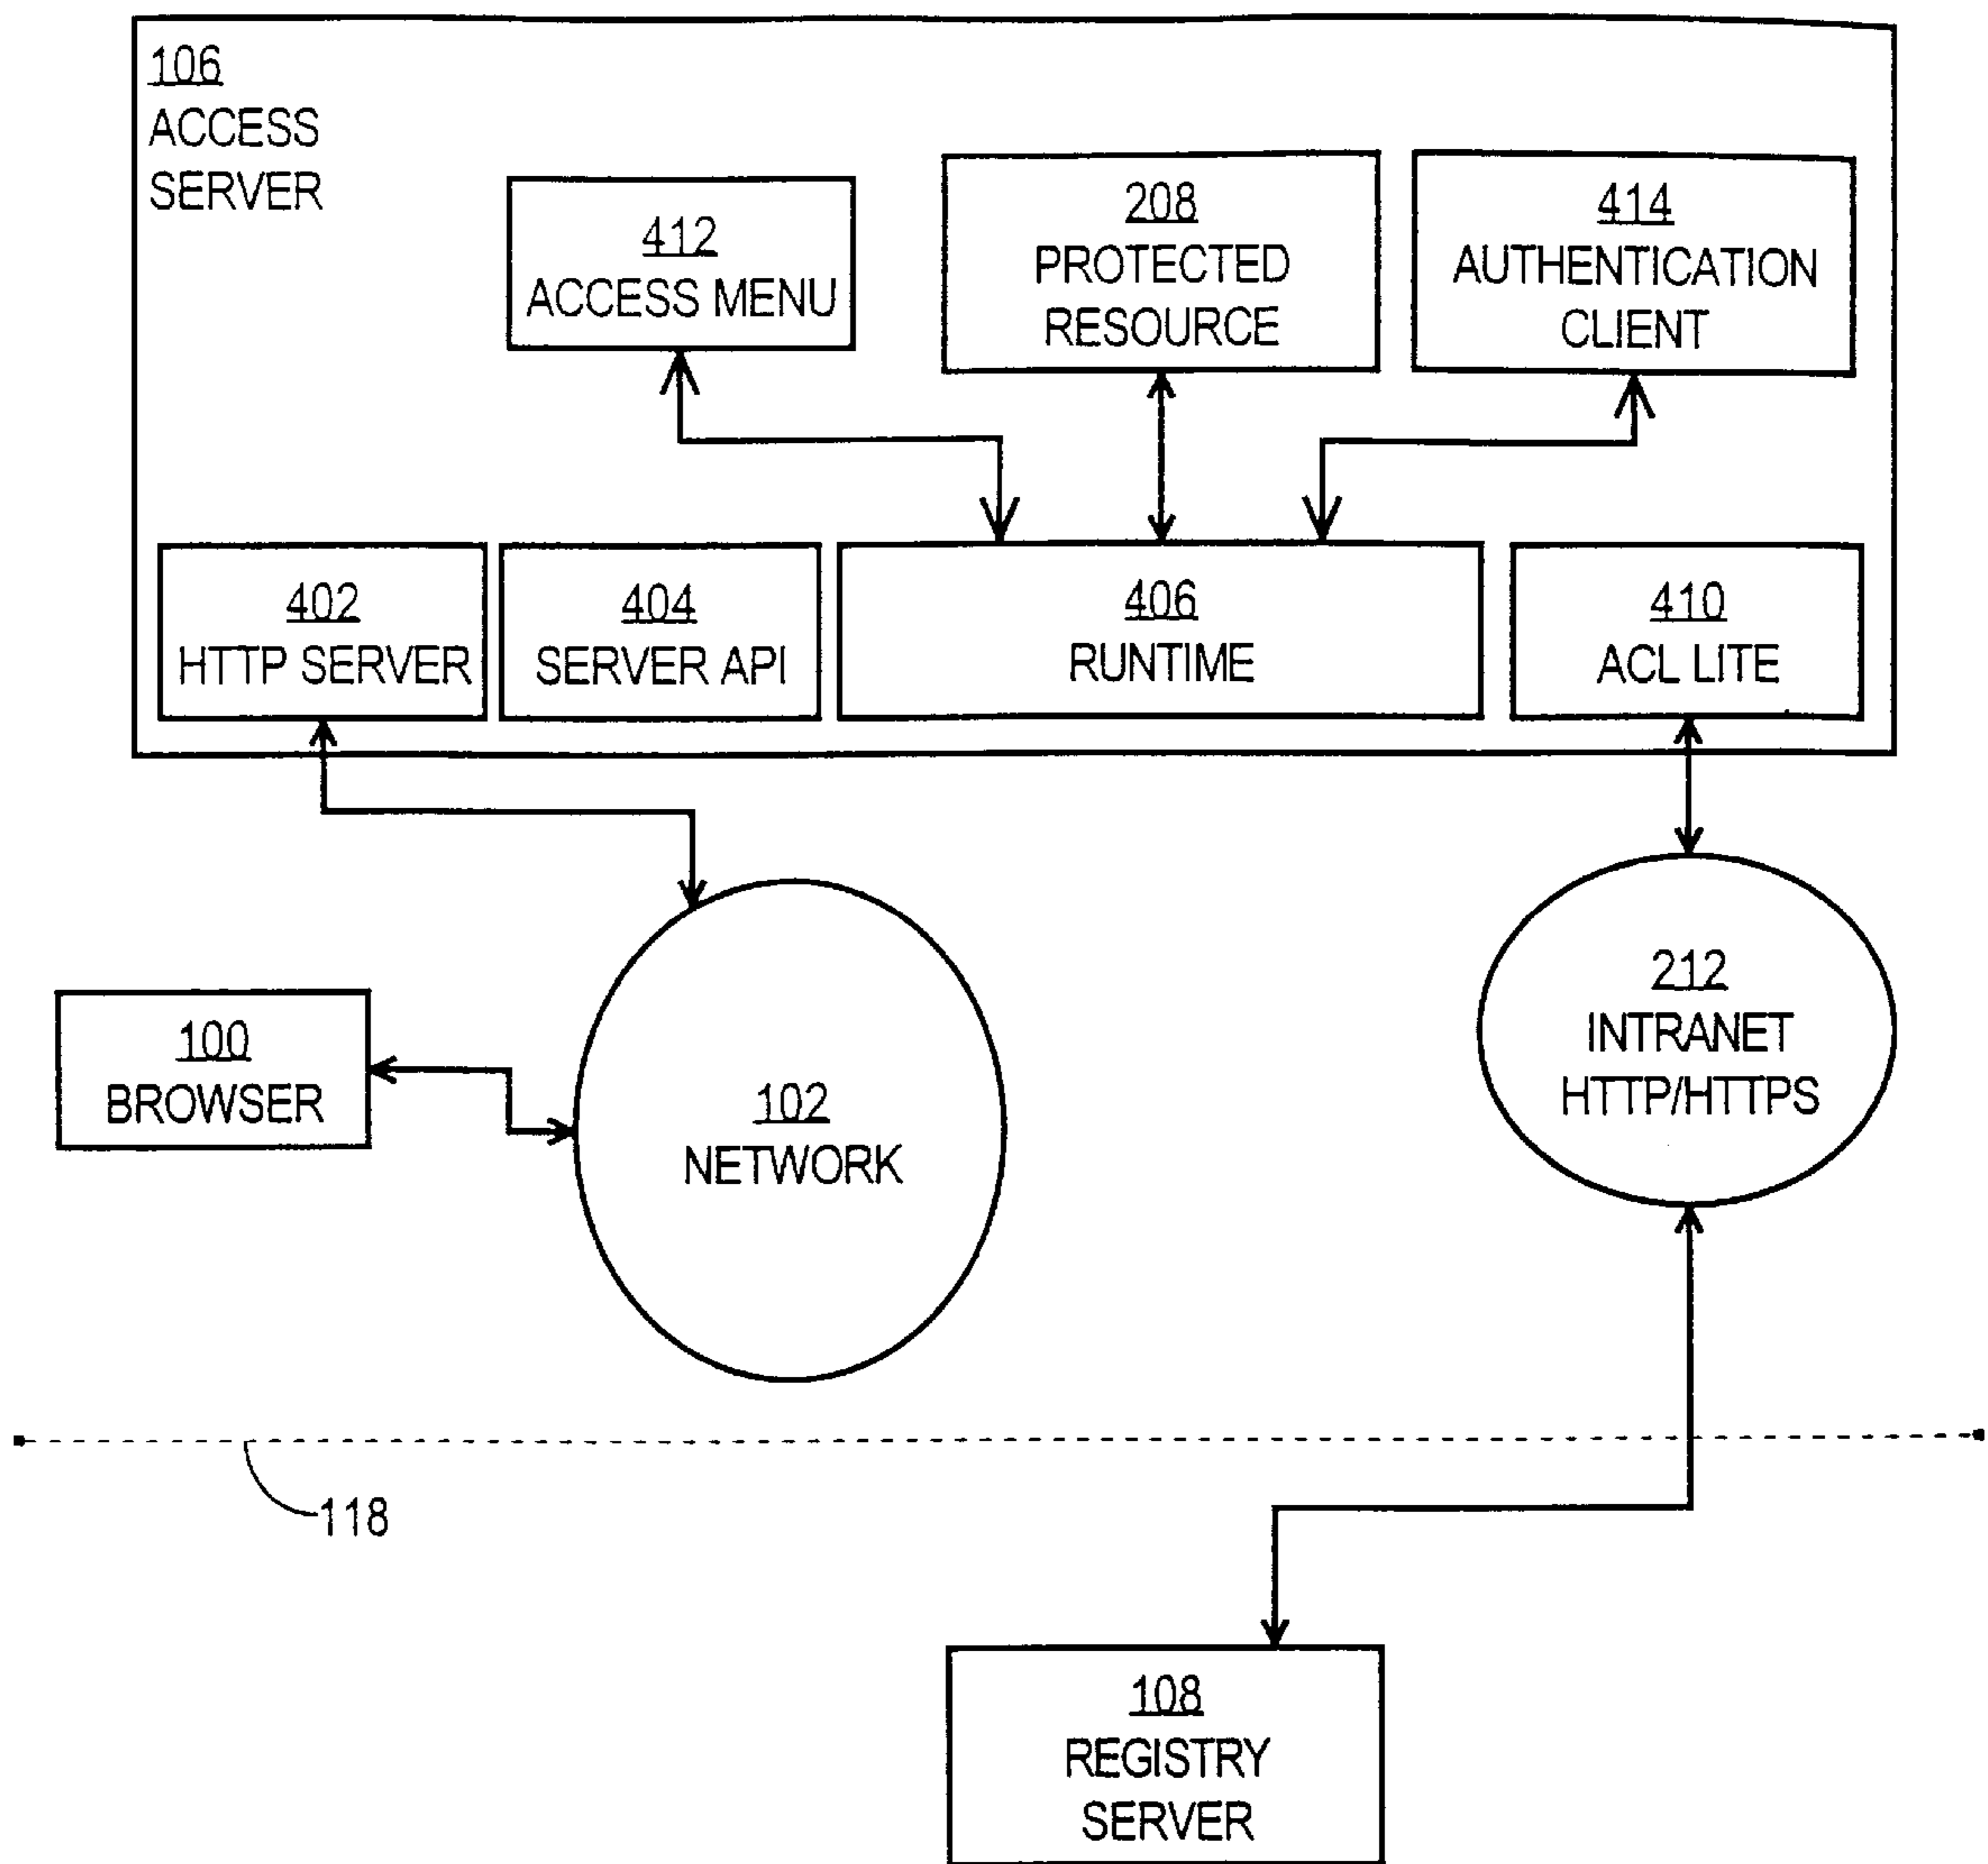 106
ACCESS
SERVER
412
ACCESS MENU
208
PROTECTED
RESOURCE
414
AUTHENTICATION
CLIENT
402
HTTP SERVER
404
SERVER API
406
RUNTIME
410
ACL LITE
100
BROWSER
102
NETWORK
212
INTRANET
HTTP/HTTPS
118
108
REGISTRY
SERVER